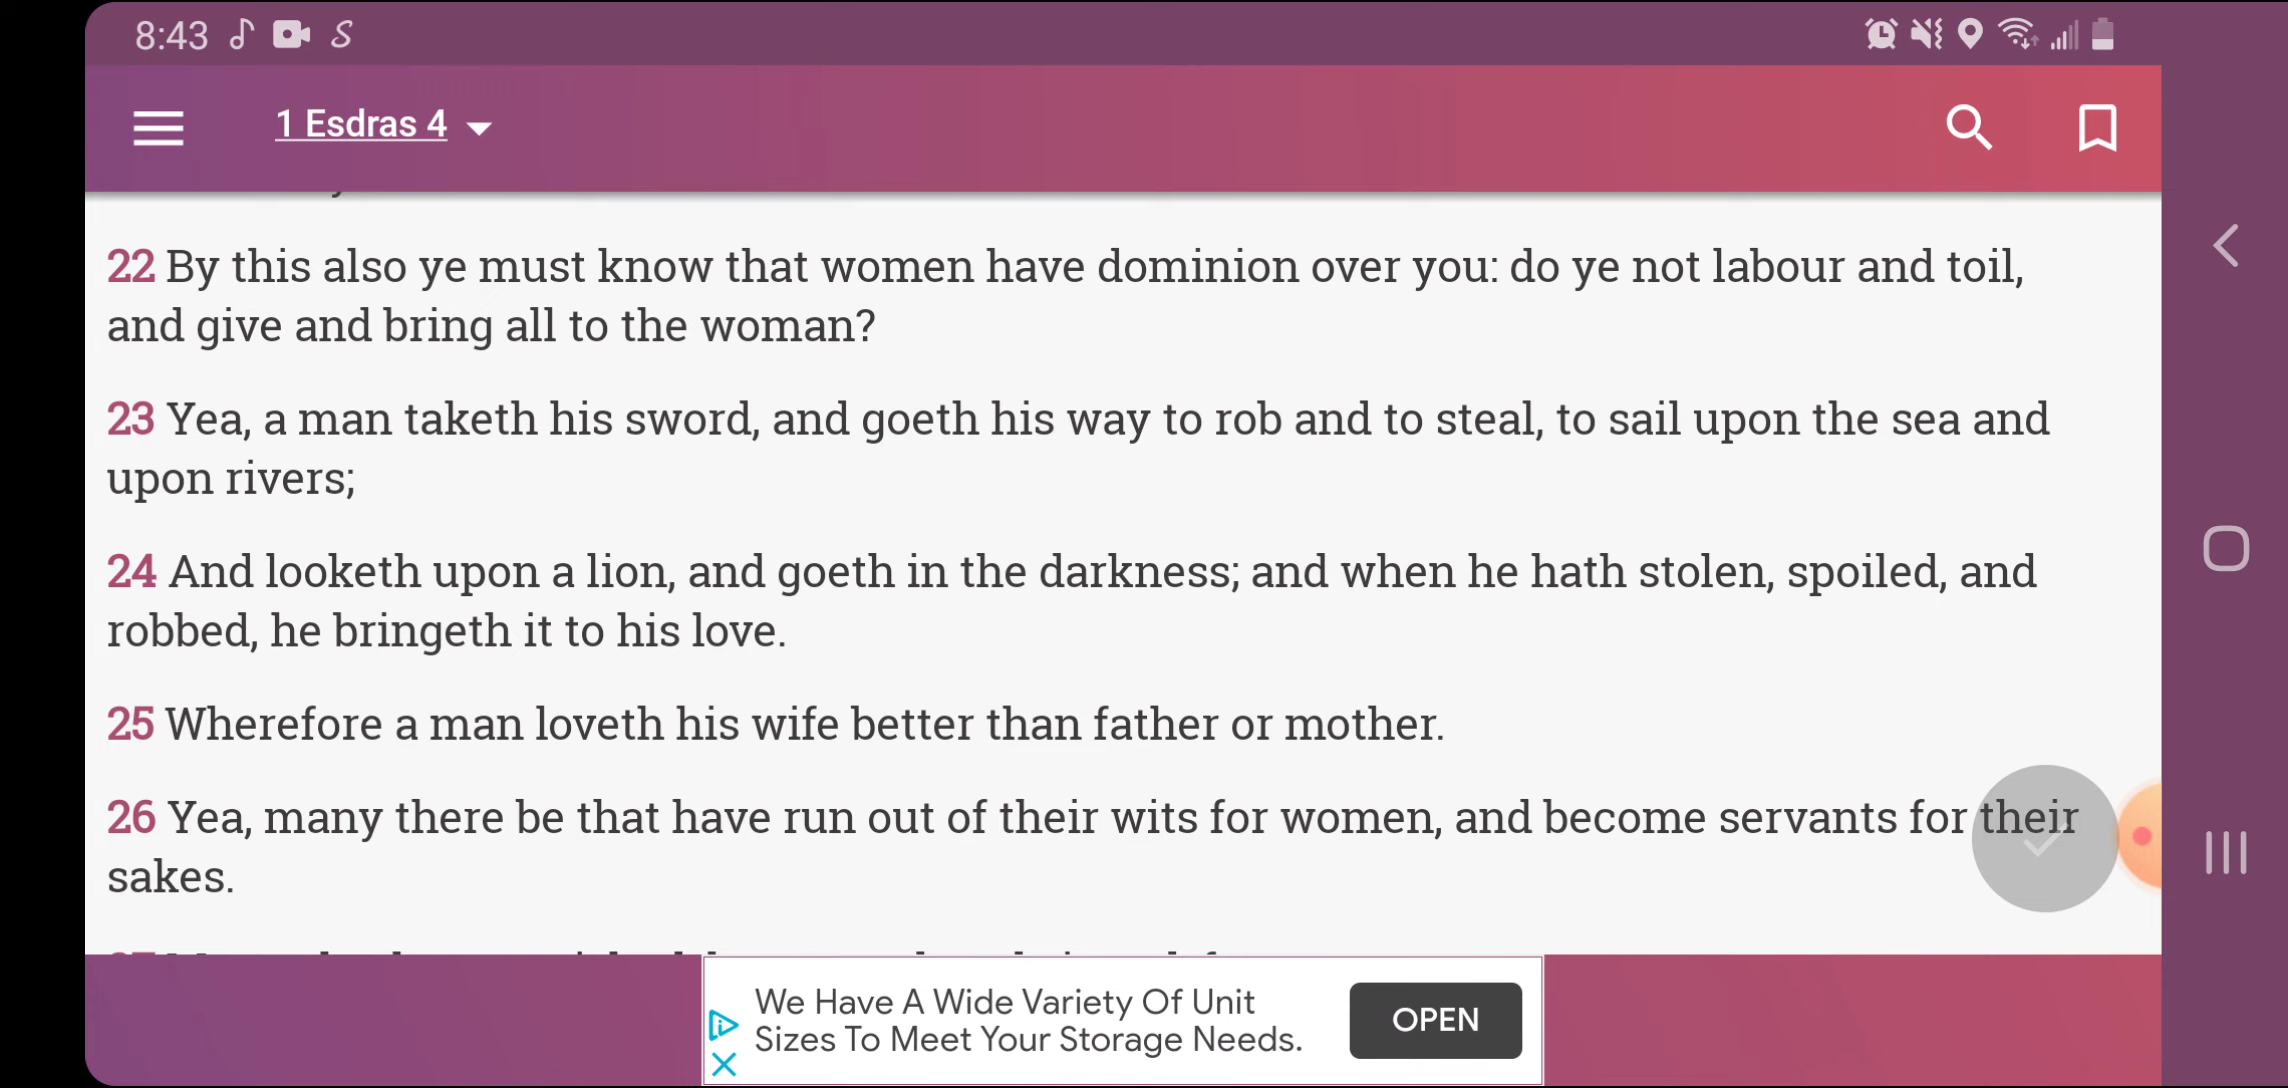 8:43
1 Esdras 4
22 By this also ye must know that women have dominion over you: do ye not labour and toil,
and give and bring all to the woman?
23 Yea, a man taketh his sword, and goeth his way to rob and to steal, to sail upon the sea and
upon rivers;
24 And looketh upon a lion, and goeth in the darkness; and when he hath stolen, spoiled, and
robbed, he bringeth it to his love.
25 Wherefore a man loveth his wife better than father or mother.
26 Yea, many there be that have run out of their wits for women, and become servants for their
sakes.
We Have A Wide Variety Of Unit
Sizes To Meet Your Storage Needs.
OPEN